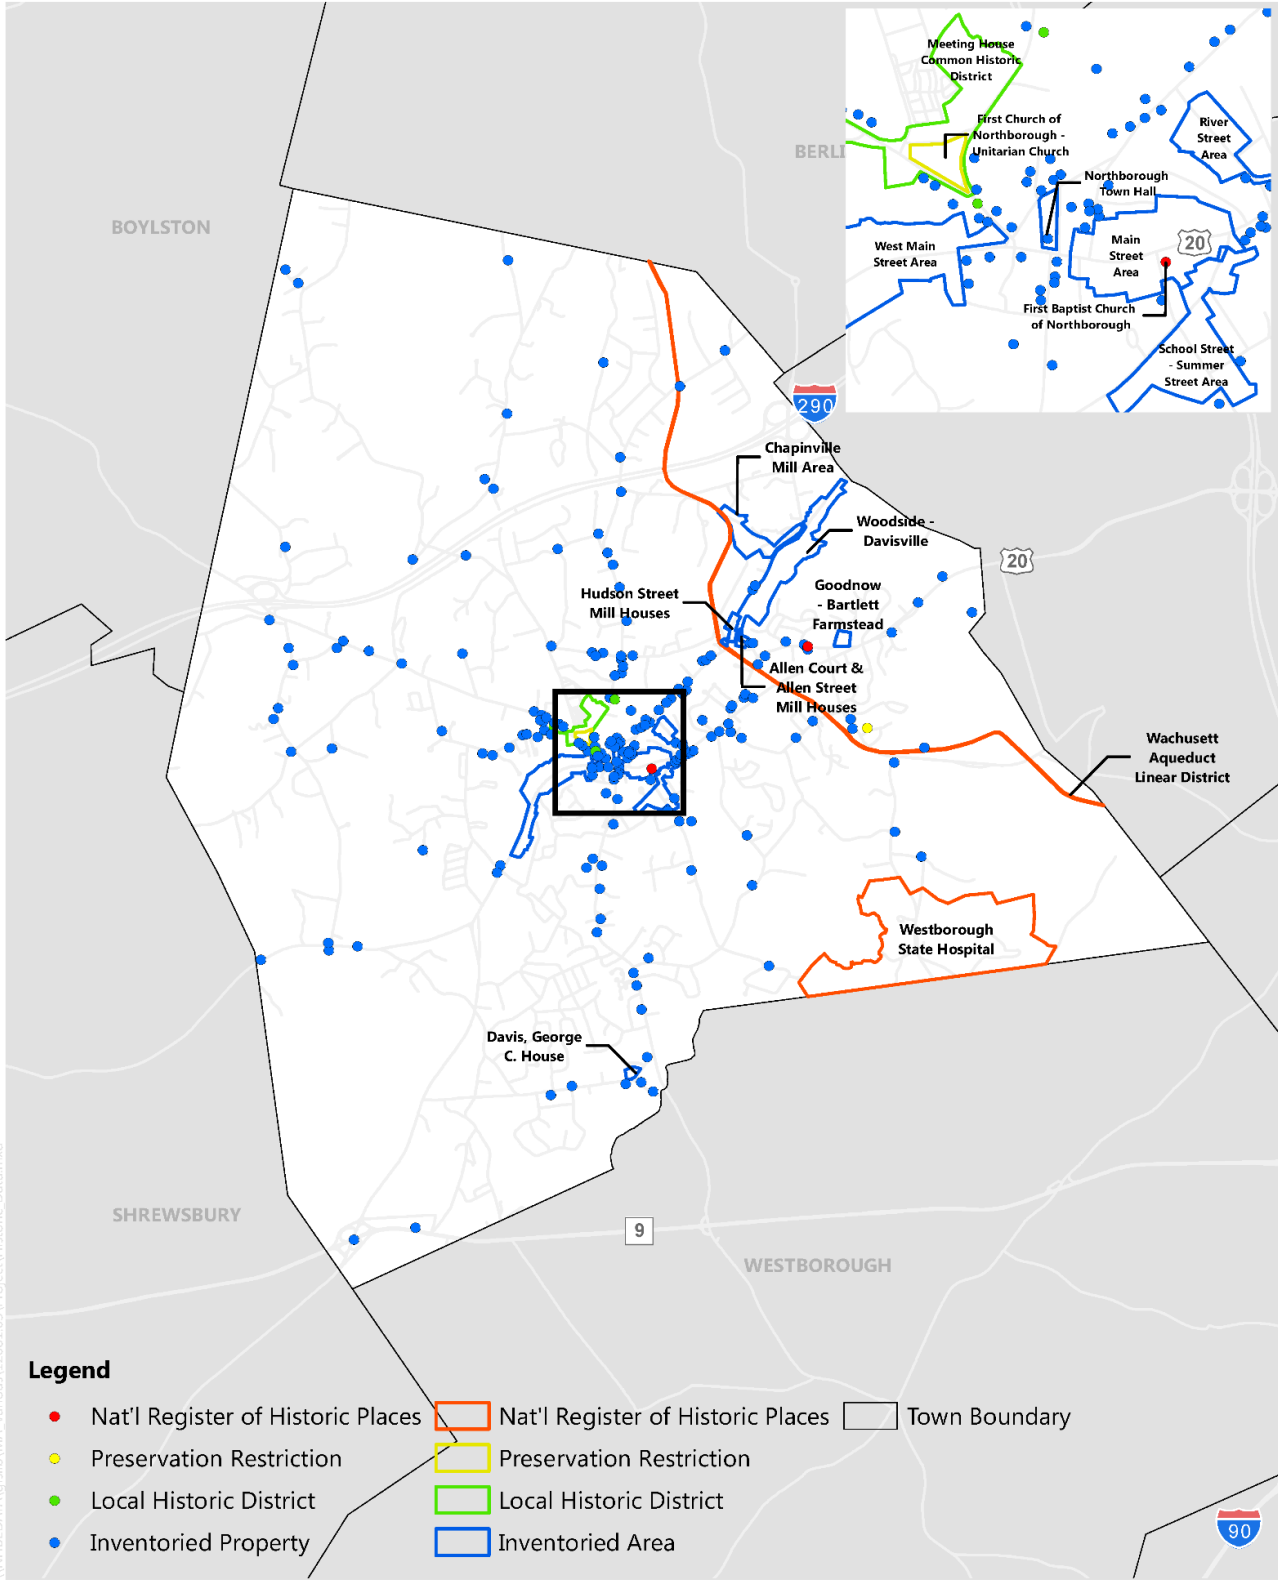 Meeting House
Common Historic
District
First Church of
Northborough -
Unitarian Church
River
Street
Area
Northborough
Town Hall
West Main
Street Area
Main
Street
Area
20
First Baptist Church
of Northborough
School Street
- Summer
Street Area
BERLI
BOYLSTON
290
Chapinville
Mill Area
Woodside -
Davisville
20
Hudson Street
Mill Houses
Goodnow
- Bartlett
Farmstead
Allen Court &
Allen Street
Mill Houses
Wachusett
Aqueduct
Linear District
Westborough
State Hospital
Davis, George
C. House
SHREWSBURY
9
WESTBOROUGH
Legend
Nat'l Register of Historic Places
Nat'l Register of Historic Places
Town Boundary
Preservation Restriction
Preservation Restriction
Local Historic District
Local Historic District
Inventoried Property
Inventoried Area
90